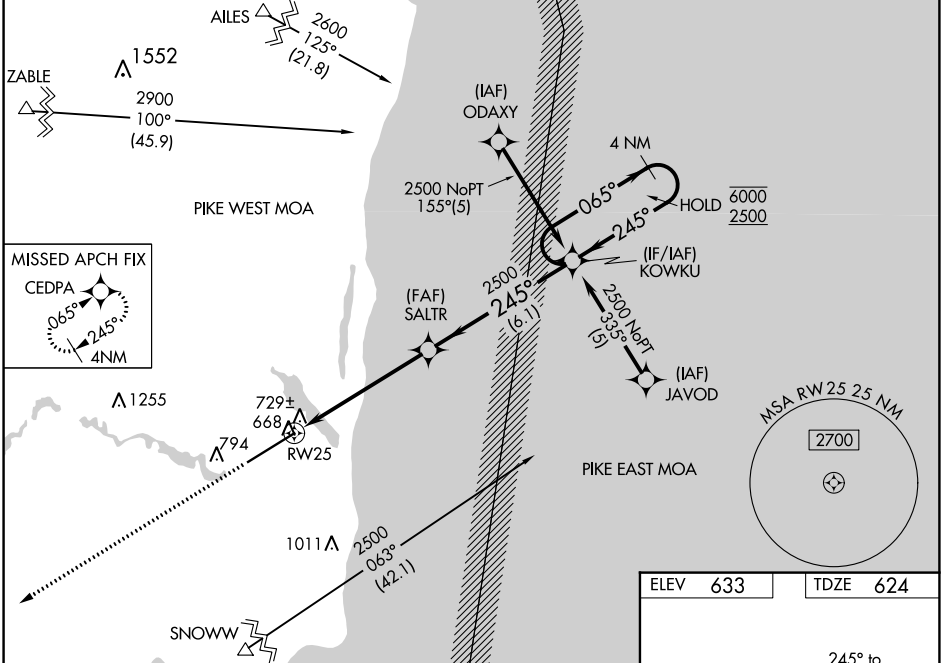 AILES
2600
125°
(21.8)
1552
ZABLE
2900
100°
(45.9)
(IAF)
ODAXY
4 NM
2500 NoPT
155°(5)
065°
HOLD
6000
2500
245°
PIKE WEST MOA
(IF/IAF)
KOWKU
MISSED APCH FIX
CEDPA
065°
245°
4NM
2500
245°
(6.1)
(FAF)
SALTR
2500 NoPT
335°
(5)
(IAF)
JAVOD
1255
729±
668
794
RW25
MSA RW 25 25 NM
2700
PIKE EAST MOA
1011
2500
063°
(42.1)
SNOWW
ELEV 633
TDZE 624
245° to